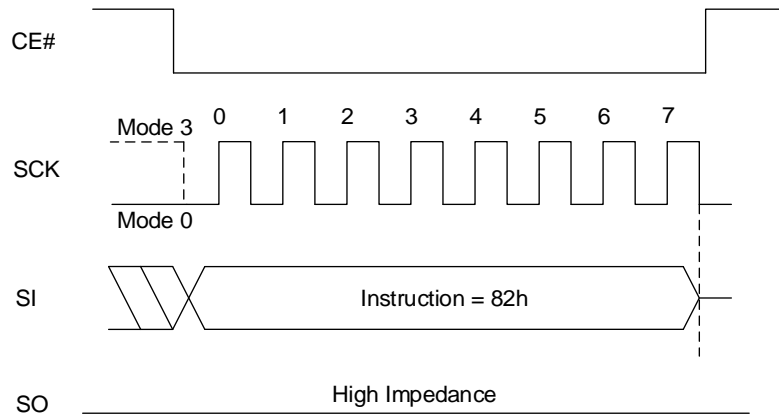 CE#
0 1 2 3 4 5 6 7
Mode 3
SCK
Mode 0
SI
Instruction = 82h
High Impedance
SO